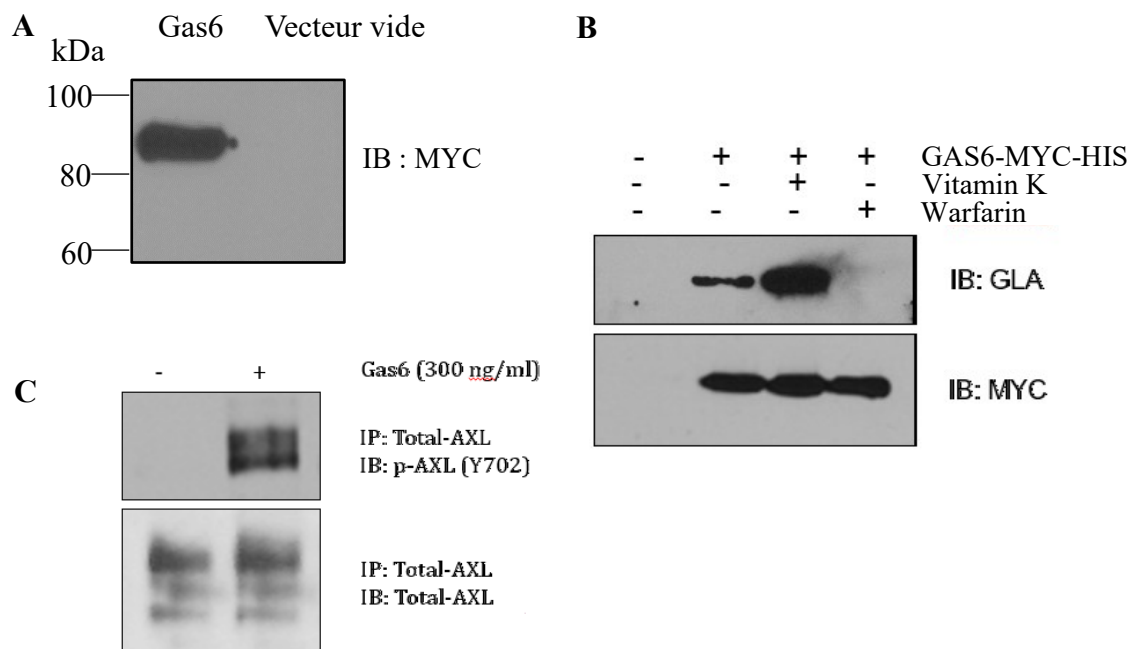 A
Gas6 Vecteur vide
kDa
100
80
60
IB : MYC
B
- + + + GAS6-MYC-HIS
- - + - Vitamin K
- - - + Warfarin
IB: GLA
IB: MYC
C
- + Gas6 (300 ng/ml)
IP: Total-AXL
IB: p-AXL (Y702)
IP: Total-AXL
IB: Total-AXL